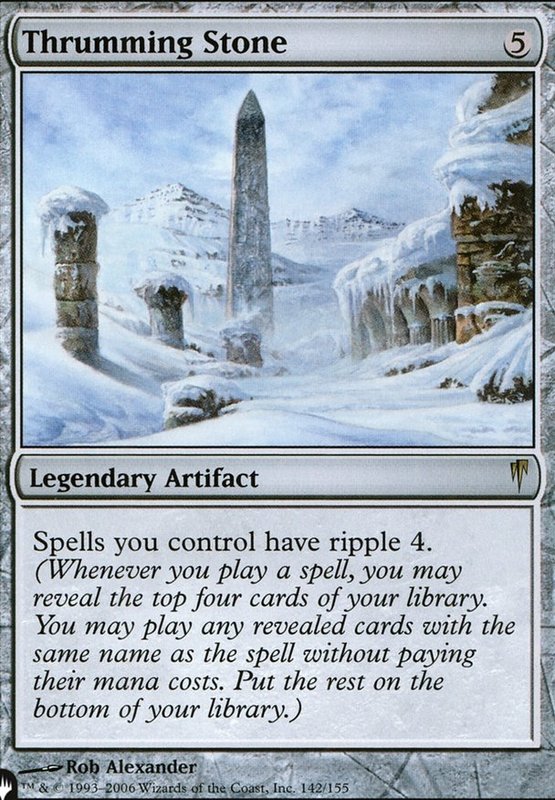 Thrumming Stone 5
Legendary Artifact
Spells you control have ripple 4.
(Whenever you play a spell, you may
reveal the top four cards of your library.
You may play any revealed cards with the
same name as the spell without paying
their mana costs. Put the rest on the
bottom of your library.)
Rob Alexander
™ & © 1993–2006 Wizards of the Coast, Inc. 142/155